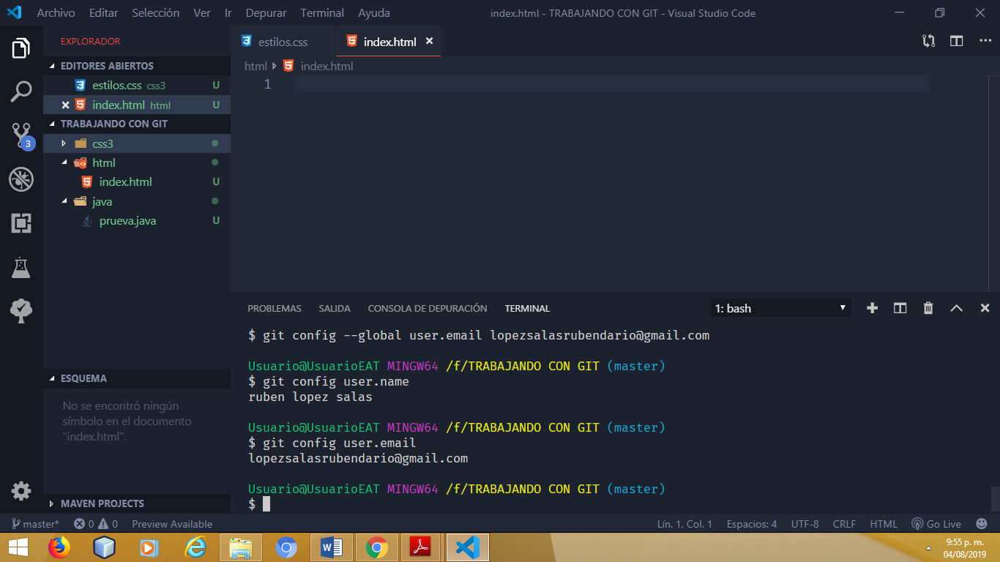 Archivo Editar Selección Ver Ir Depurar Terminal Ayuda
index.html - TRABAJANDO CON GIT - Visual Studio Code
EXPLORADOR
EDITORES ABIERTOS
estilos.css css3 U
index.html html U
TRABAJANDO CON GIT
css3
html
index.html U
java
prueva.java U
ESQUEMA
No se encontró ningún
símbolo en el documento
"index.html".
MAVEN PROJECTS
3
estilos.css index.html
html index.html
1
PROBLEMAS SALIDA CONSOLA DE DEPURACIÓN TERMINAL 1: bash
$ git config --global user.email lopezsalasrubendario@gmail.com
Usuario@UsuarioEAT MINGW64 /f/TRABAJANDO CON GIT (master)
$ git config user.name
ruben lopez salas
Usuario@UsuarioEAT MINGW64 /f/TRABAJANDO CON GIT (master)
$ git config user.email
lopezsalasrubendario@gmail.com
Usuario@UsuarioEAT MINGW64 /f/TRABAJANDO CON GIT (master)
$
master* 0 0 Preview Available Lín. 1, Col. 1 Espacios: 4 UTF-8 CRLF HTML Go Live
9:55 p. m.
04/08/2019